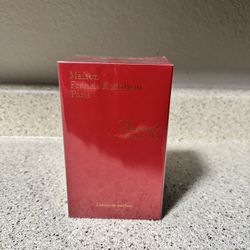 Maison
Francis Kurkdjian
Paris
Extrait de parfum